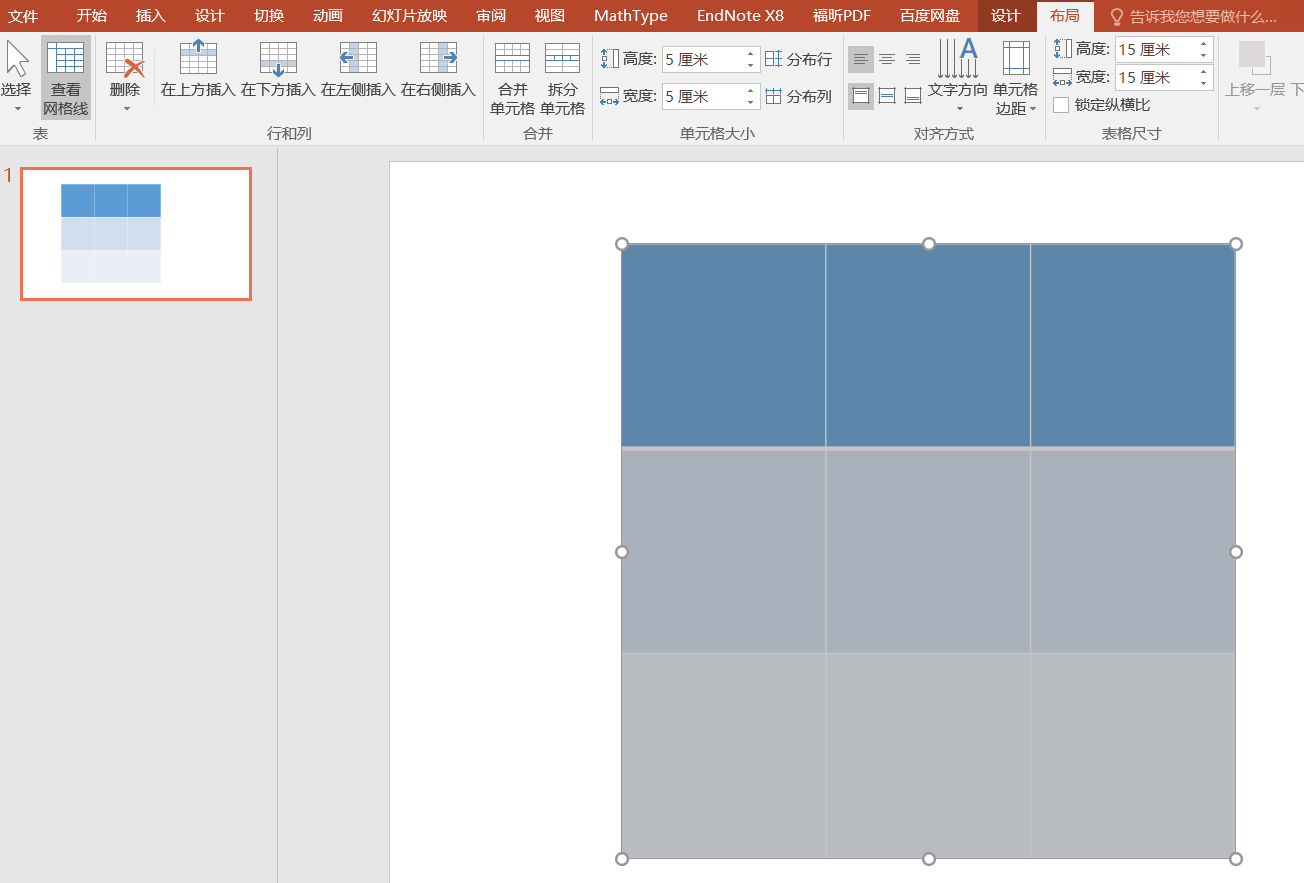 文件 开始 插入 设计 切换 动画 幻灯片放映 审阅 视图 MathType EndNote X8 福昕PDF 百度网盘 设计 布局 告诉我您想要做什么...
选择 查看 网格线 删除 在上方插入 在下方插入 在左侧插入 在右侧插入 合并 单元格 拆分 单元格
高度: 5 厘米 分布行
宽度: 5 厘米 分布列
文字方向 单元格 边距
高度: 15 厘米
宽度: 15 厘米
锁定纵横比
上移一层 下
表 行和列 合并 单元格大小 对齐方式 表格尺寸
1